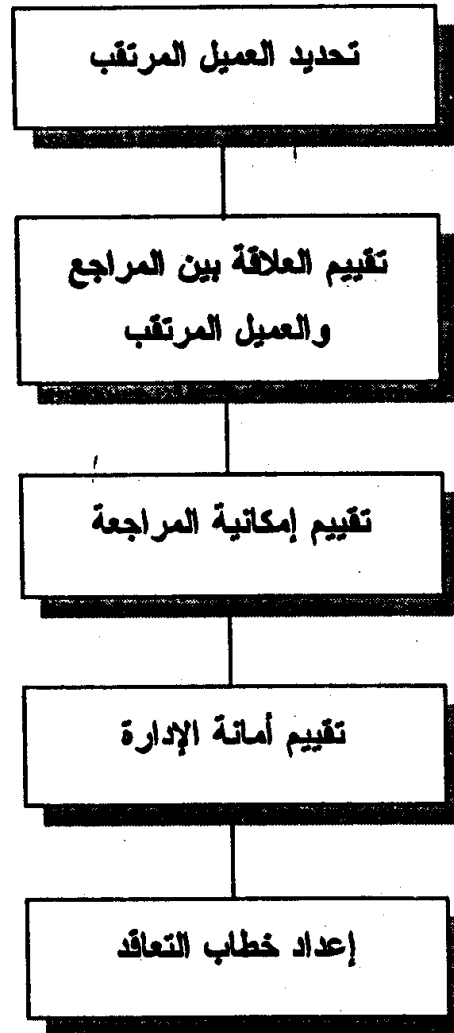 تحديد العميل المرتقب
تقييم العلاقة بين المراجع
والعميل المرتقب
تقييم إمكانية المراجعة
تقييم أمانة الإدارة
إعداد خطاب التعاقد